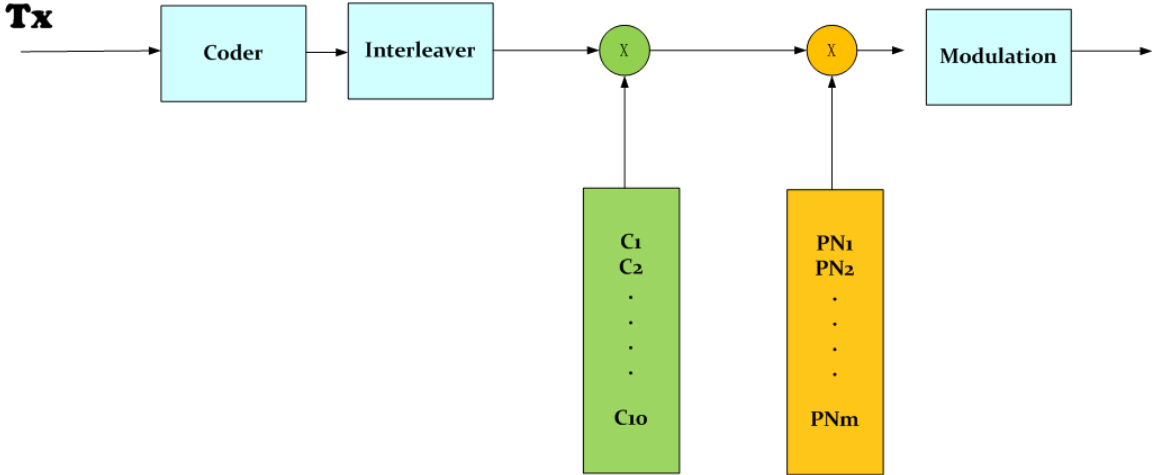 Tx
Coder
Interleaver
X
X
Modulation
C1
C2
.
.
.
.
C10
PN1
PN2
.
.
.
.
PNm